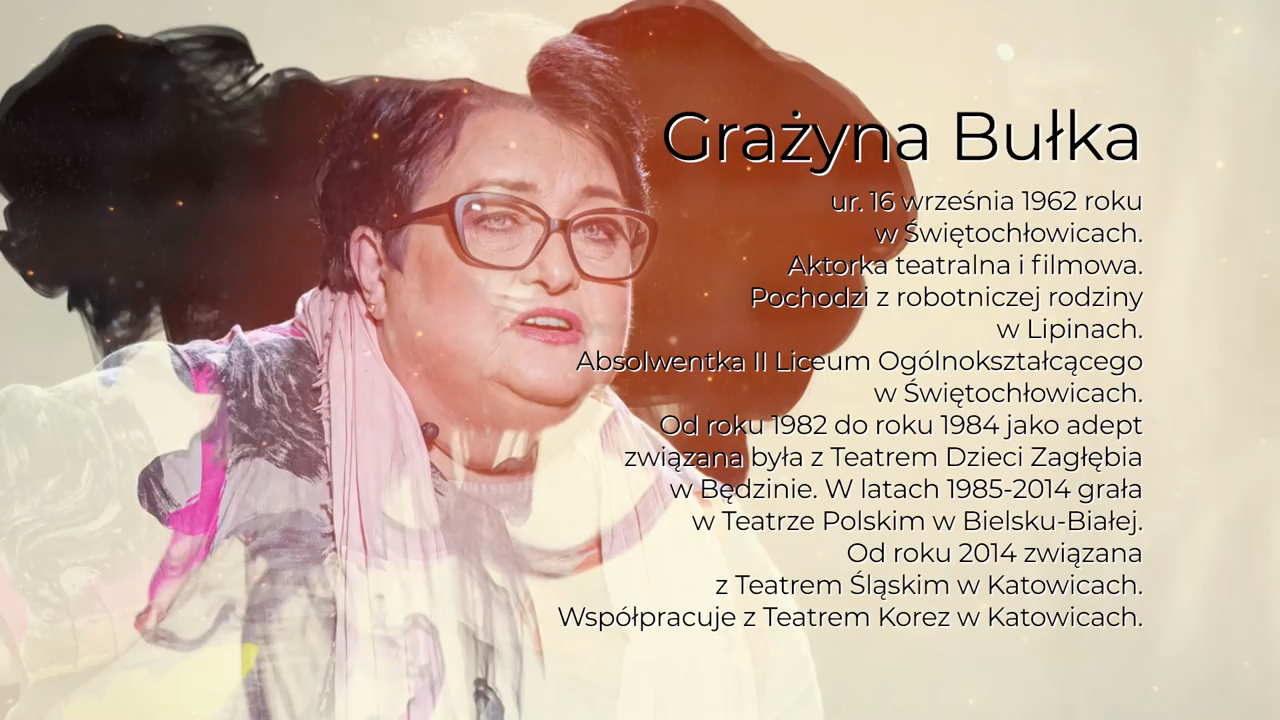 Grażyna Bułka
ur. 16 września 1962 roku
w Świętochłowicach.
Aktorka teatralna i filmowa.
Pochodzi z robotniczej rodziny
w Lipinach.
Absolwentka II Liceum Ogólnokształcącego
w Świętochłowicach.
Od roku 1982 do roku 1984 jako adept
związana była z Teatrem Dzieci Zagłębia
w Będzinie. W latach 1985-2014 grała
w Teatrze Polskim w Bielsku-Białej.
Od roku 2014 związana
z Teatrem Śląskim w Katowicach.
Współpracuje z Teatrem Korez w Katowicach.